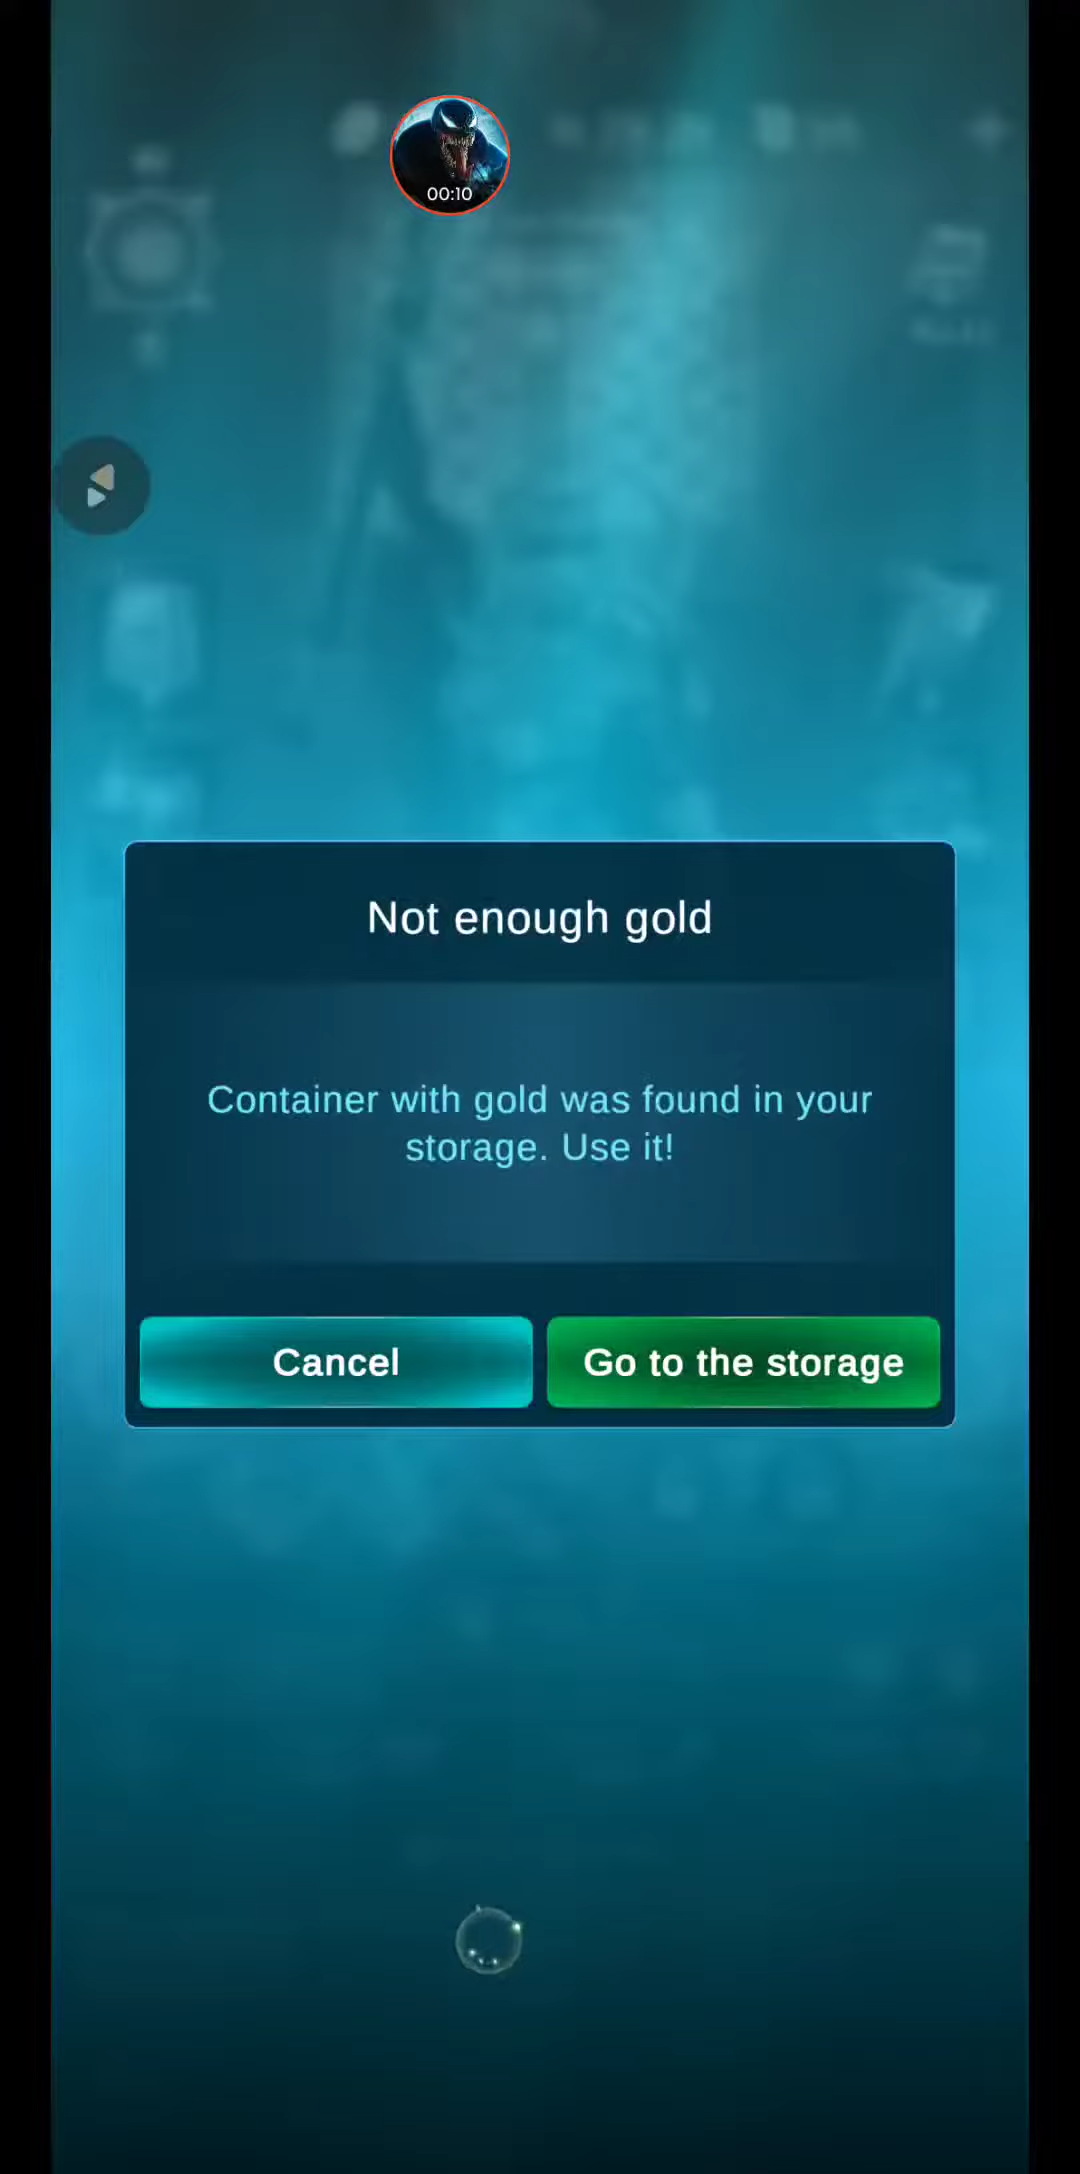 00:10
Not enough gold
Container with gold was found in your
storage. Use it!
Cancel
Go to the storage